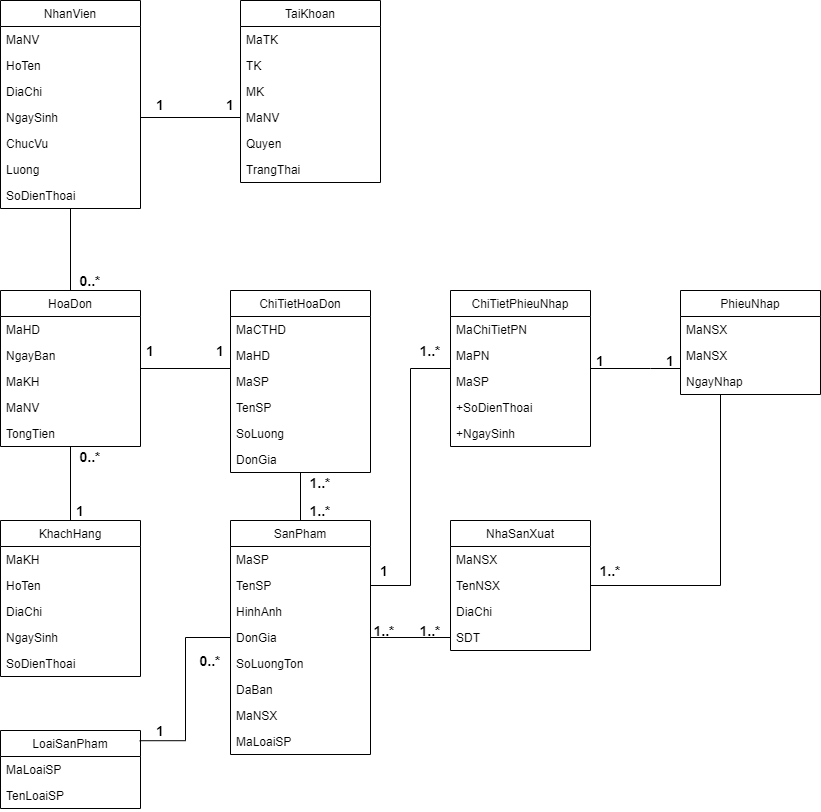 NhanVien
MaNV
HoTen
DiaChi
NgaySinh
ChucVu
Luong
SoDienThoai
TaiKhoan
MaTK
TK
MK
MaNV
Quyen
TrangThai
1
1
0..*
HoaDon
MaHD
NgayBan
MaKH
MaNV
TongTien
1
1
ChiTietHoaDon
MaCTHD
MaHD
MaSP
TenSP
SoLuong
DonGia
1..*
ChiTietPhieuNhap
MaChiTietPN
MaPN
MaSP
+SoDienThoai
+NgaySinh
1
1
PhieuNhap
MaNSX
MaNSX
NgayNhap
0..*
1
1..*
1..*
KhachHang
MaKH
HoTen
DiaChi
NgaySinh
SoDienThoai
SanPham
MaSP
TenSP
HinhAnh
DonGia
SoLuongTon
DaBan
MaNSX
MaLoaiSP
1
1..*
1..*
NhaSanXuat
MaNSX
TenNSX
DiaChi
SDT
1..*
0..*
1
LoaiSanPham
MaLoaiSP
TenLoaiSP